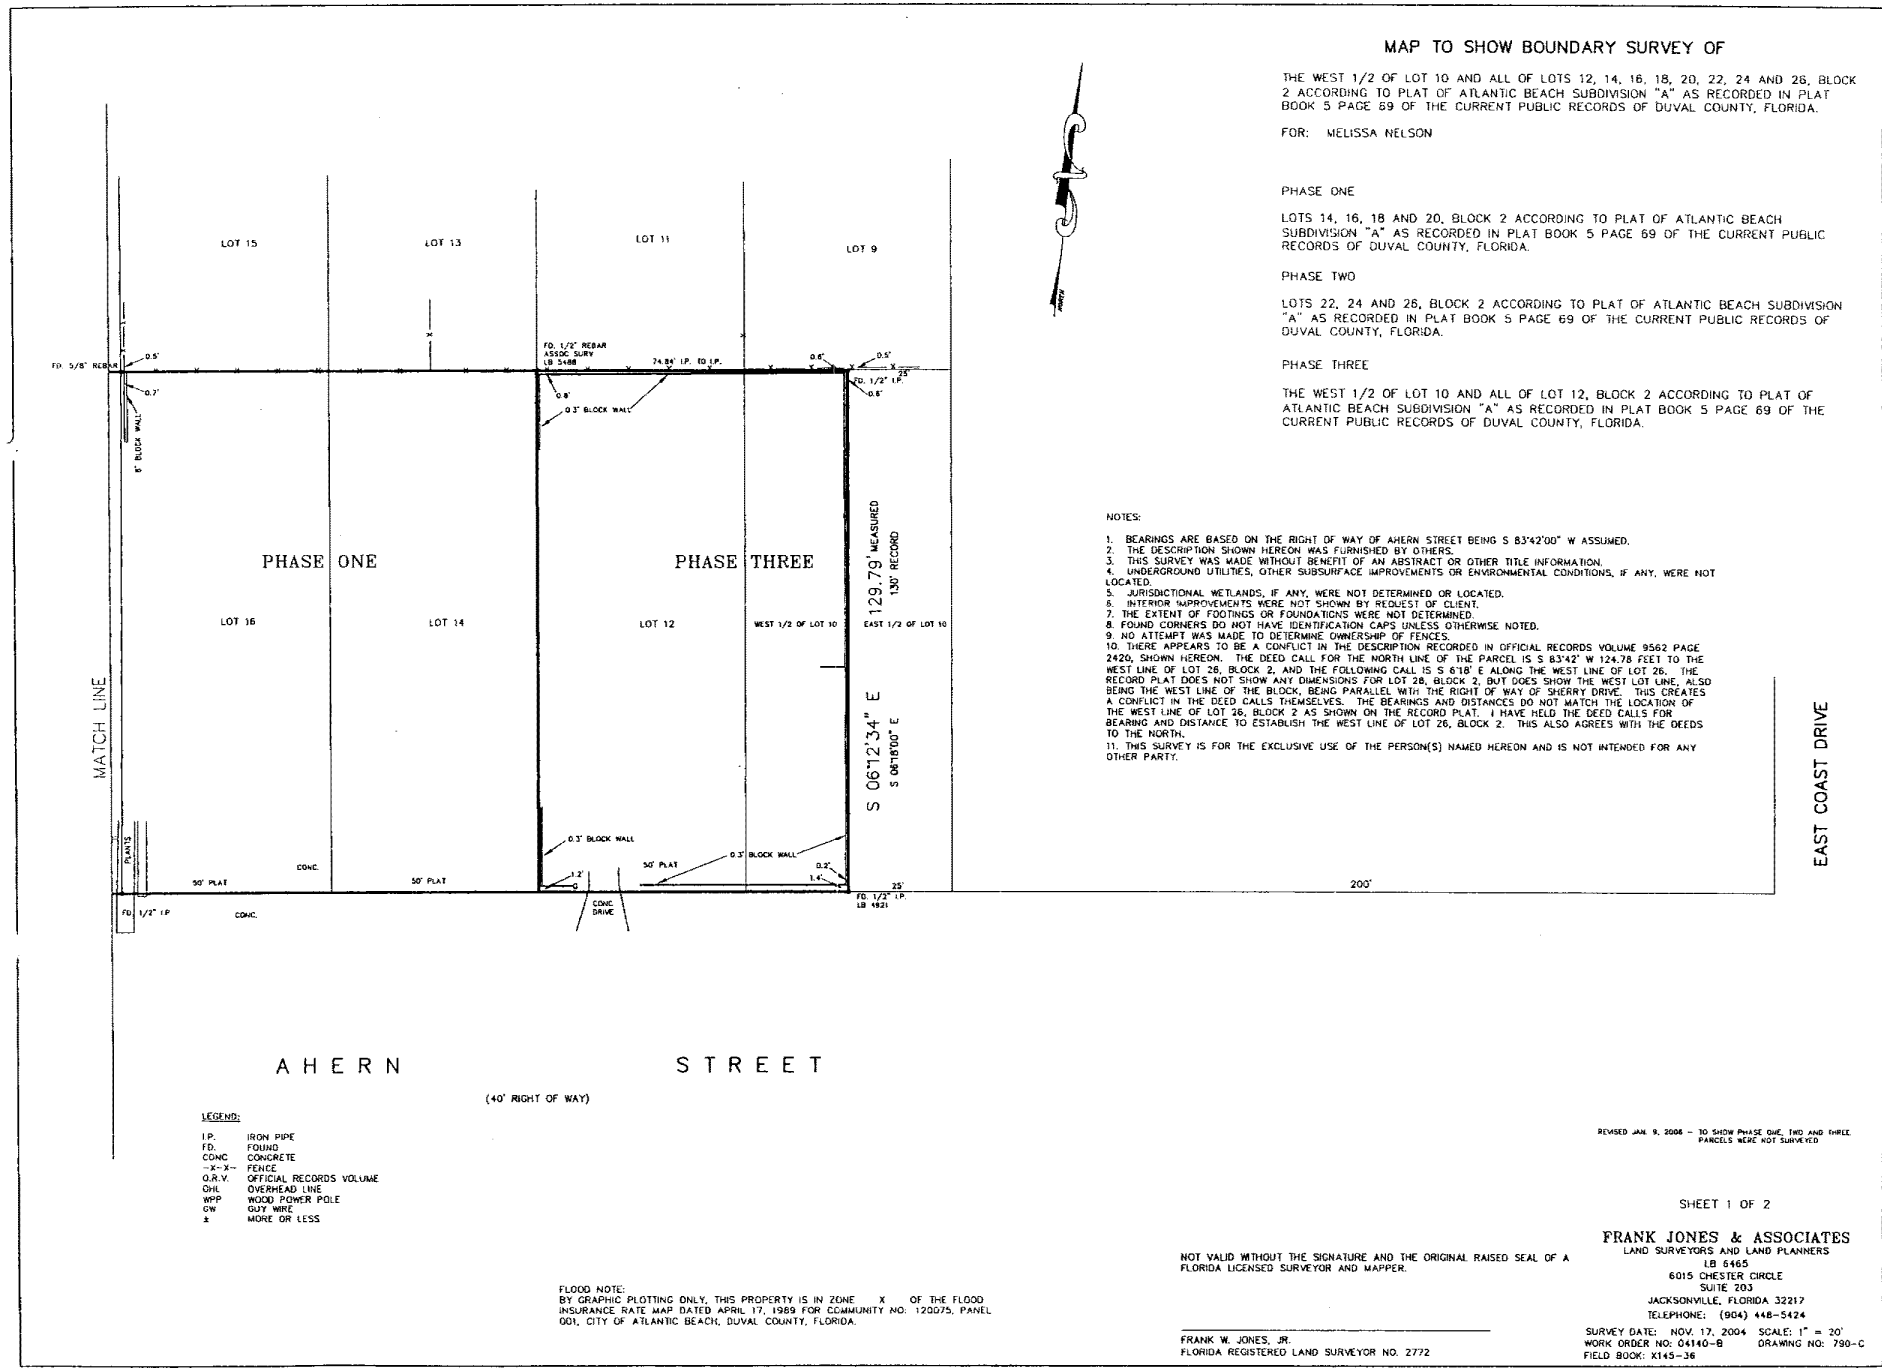 MAP TO SHOW BOUNDARY SURVEY OF
THE WEST 1/2 OF LOT 10 AND ALL OF LOTS 12, 14, 16, 18, 20, 22, 24 AND 26, BLOCK
2 ACCORDING TO PLAT OF ATLANTIC BEACH SUBDIVISION "A" AS RECORDED IN PLAT
BOOK 5 PAGE 69 OF THE CURRENT PUBLIC RECORDS OF DUVAL COUNTY, FLORIDA.
FOR: MELISSA NELSON
PHASE ONE
LOTS 14, 16, 18 AND 20, BLOCK 2 ACCORDING TO PLAT OF ATLANTIC BEACH
SUBDIVISION "A" AS RECORDED IN PLAT BOOK 5 PAGE 69 OF THE CURRENT PUBLIC
RECORDS OF DUVAL COUNTY, FLORIDA.
PHASE TWO
LOTS 22, 24 AND 26, BLOCK 2 ACCORDING TO PLAT OF ATLANTIC BEACH SUBDIVISION
"A" AS RECORDED IN PLAT BOOK 5 PAGE 69 OF THE CURRENT PUBLIC RECORDS OF
DUVAL COUNTY, FLORIDA.
PHASE THREE
THE WEST 1/2 OF LOT 10 AND ALL OF LOT 12, BLOCK 2 ACCORDING TO PLAT OF
ATLANTIC BEACH SUBDIVISION "A" AS RECORDED IN PLAT BOOK 5 PAGE 69 OF THE
CURRENT PUBLIC RECORDS OF DUVAL COUNTY, FLORIDA.
NORTH
LOT 15
LOT 13
LOT 11
LOT 9
FD. 5/8" REBAR
0.5'
0.7'
6" BLOCK WALL
FD. 1/2" REBAR
ASSOC SURV
LB 5488
74.84' I.P. TO I.P.
0.6'
0.5'
25'
FD. 1/2" I.P.
0.6'
0.8'
0.3' BLOCK WALL
PHASE ONE
PHASE THREE
LOT 16
LOT 14
LOT 12
WEST 1/2 OF LOT 10
EAST 1/2 OF LOT 10
129.79' MEASURED
130' RECORD
S 06°12'34" E
S 06°18'00" E
MATCH LINE
PLANTS
CONC.
50' PLAT
50' PLAT
0.3' BLOCK WALL
50' PLAT
0.3' BLOCK WALL
0.2'
1.4'
1.2'
25'
200'
FD. 1/2" I.P.
LB 4921
FD. 1/2" I.P
CONC.
CONC
DRIVE
EAST COAST DRIVE
NOTES:
1. BEARINGS ARE BASED ON THE RIGHT OF WAY OF AHERN STREET BEING S 83°42'00" W ASSUMED.
2. THE DESCRIPTION SHOWN HEREON WAS FURNISHED BY OTHERS.
3. THIS SURVEY WAS MADE WITHOUT BENEFIT OF AN ABSTRACT OR OTHER TITLE INFORMATION.
4. UNDERGROUND UTILITIES, OTHER SUBSURFACE IMPROVEMENTS OR ENVIRONMENTAL CONDITIONS, IF ANY, WERE NOT
LOCATED.
5. JURISDICTIONAL WETLANDS, IF ANY, WERE NOT DETERMINED OR LOCATED.
6. INTERIOR IMPROVEMENTS WERE NOT SHOWN BY REQUEST OF CLIENT.
7. THE EXTENT OF FOOTINGS OR FOUNDATIONS WERE NOT DETERMINED.
8. FOUND CORNERS DO NOT HAVE IDENTIFICATION CAPS UNLESS OTHERWISE NOTED.
9. NO ATTEMPT WAS MADE TO DETERMINE OWNERSHIP OF FENCES.
10. THERE APPEARS TO BE A CONFLICT IN THE DESCRIPTION RECORDED IN OFFICIAL RECORDS VOLUME 9562 PAGE
2420, SHOWN HEREON. THE DEED CALL FOR THE NORTH LINE OF THE PARCEL IS S 83°42' W 124.78 FEET TO THE
WEST LINE OF LOT 26, BLOCK 2, AND THE FOLLOWING CALL IS S 6°18' E ALONG THE WEST LINE OF LOT 26. THE
RECORD PLAT DOES NOT SHOW ANY DIMENSIONS FOR LOT 26, BLOCK 2, BUT DOES SHOW THE WEST LOT LINE, ALSO
BEING THE WEST LINE OF THE BLOCK, BEING PARALLEL WITH THE RIGHT OF WAY OF SHERRY DRIVE. THIS CREATES
A CONFLICT IN THE DEED CALLS THEMSELVES. THE BEARINGS AND DISTANCES DO NOT MATCH THE LOCATION OF
THE WEST LINE OF LOT 26, BLOCK 2 AS SHOWN ON THE RECORD PLAT. I HAVE HELD THE DEED CALLS FOR
BEARING AND DISTANCE TO ESTABLISH THE WEST LINE OF LOT 26, BLOCK 2. THIS ALSO AGREES WITH THE DEEDS
TO THE NORTH.
11. THIS SURVEY IS FOR THE EXCLUSIVE USE OF THE PERSON(S) NAMED HEREON AND IS NOT INTENDED FOR ANY
OTHER PARTY.
AHERN STREET
(40' RIGHT OF WAY)
LEGEND:
I.P. IRON PIPE
FD. FOUND
CONC CONCRETE
-X-X- FENCE
O.R.V. OFFICIAL RECORDS VOLUME
OHL OVERHEAD LINE
WPP WOOD POWER POLE
GW GUY WIRE
± MORE OR LESS
FLOOD NOTE:
BY GRAPHIC PLOTTING ONLY, THIS PROPERTY IS IN ZONE X OF THE FLOOD
INSURANCE RATE MAP DATED APRIL 17, 1989 FOR COMMUNITY NO: 120075, PANEL
001, CITY OF ATLANTIC BEACH, DUVAL COUNTY, FLORIDA.
REVISED JAN. 9, 2006 - TO SHOW PHASE ONE, TWO AND THREE.
PARCELS WERE NOT SURVEYED
SHEET 1 OF 2
FRANK JONES & ASSOCIATES
LAND SURVEYORS AND LAND PLANNERS
LB 6465
6015 CHESTER CIRCLE
SUITE 203
JACKSONVILLE, FLORIDA 32217
TELEPHONE: (904) 448-5424
SURVEY DATE: NOV. 17, 2004 SCALE: 1" = 20'
WORK ORDER NO: 04140-B DRAWING NO: 790-C
FIELD BOOK: X145-36
NOT VALID WITHOUT THE SIGNATURE AND THE ORIGINAL RAISED SEAL OF A
FLORIDA LICENSED SURVEYOR AND MAPPER.
FRANK W. JONES, JR.
FLORIDA REGISTERED LAND SURVEYOR NO. 2772